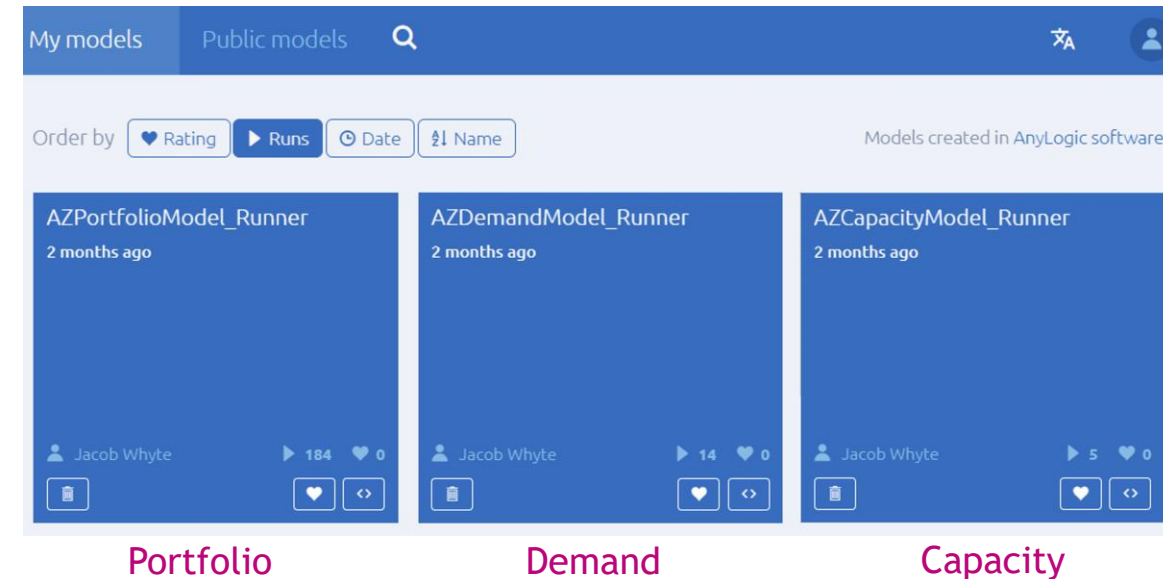 My models Public models
Order by Rating Runs Date Name Models created in AnyLogic software
AZPortfolioModel_Runner
2 months ago
Jacob Whyte 184 0
AZDemandModel_Runner
2 months ago
Jacob Whyte 14 0
AZCapacityModel_Runner
2 months ago
Jacob Whyte 5 0
Portfolio Demand Capacity